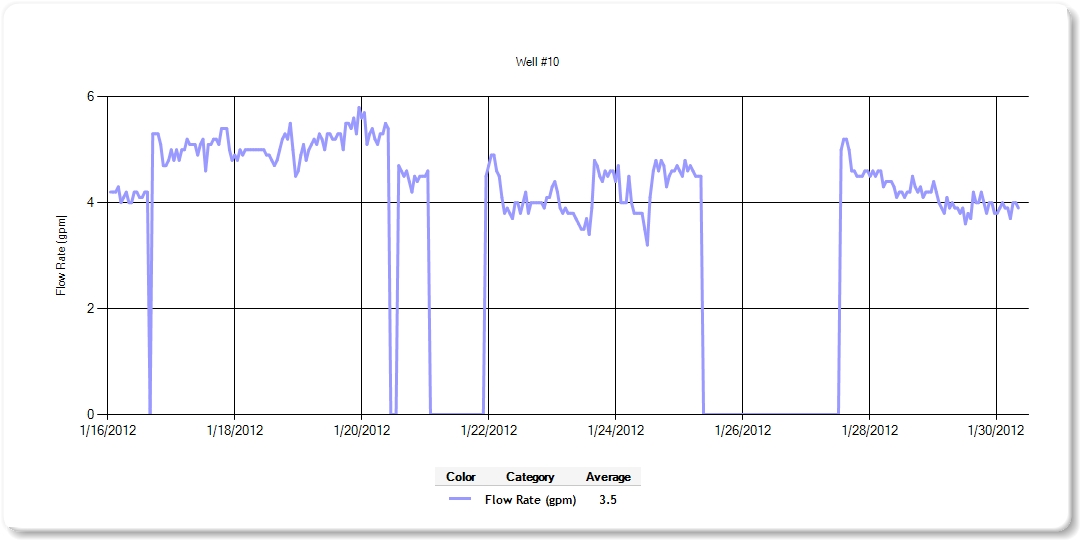 Well #10
6
4
2
0
Flow Rate (gpm)
1/16/2012 1/18/2012 1/20/2012 1/22/2012 1/24/2012 1/26/2012 1/28/2012 1/30/2012
Color Category Average
Flow Rate (gpm) 3.5